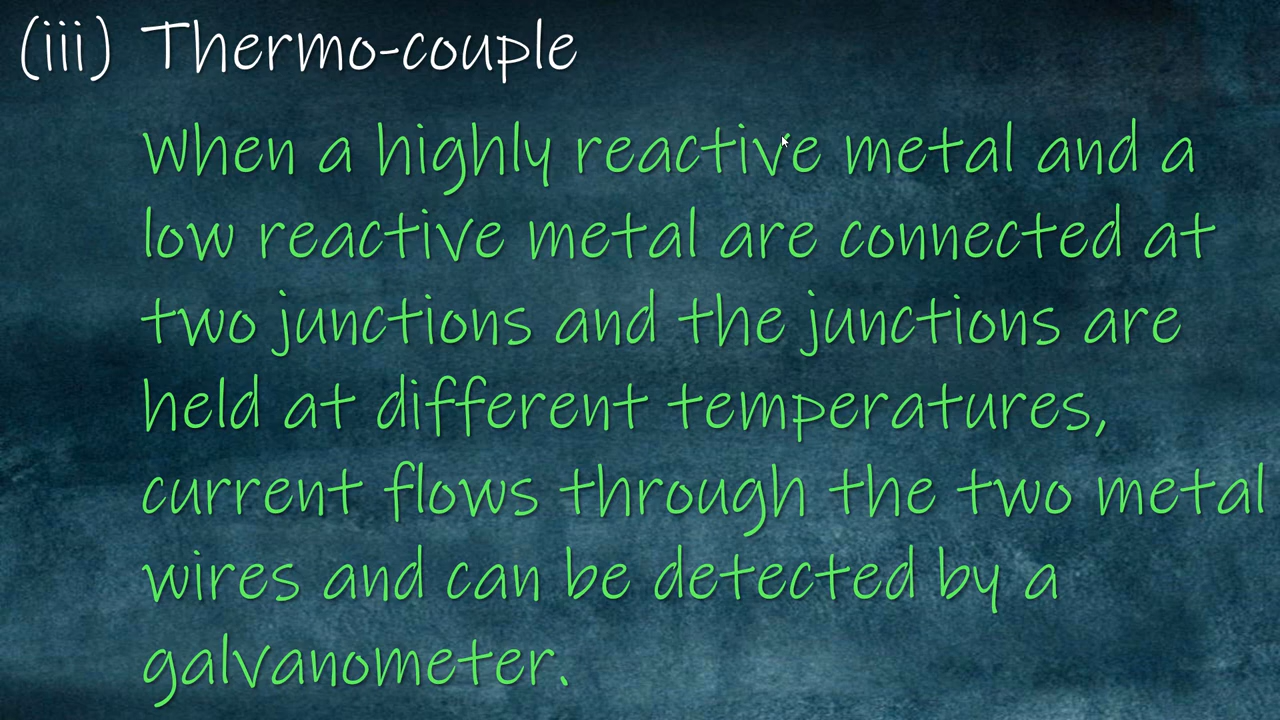 (iii) Thermo-couple
When a highly reactive metal and a
low reactive metal are connected at
two junctions and the junctions are
held at different temperatures,
current flows through the two metal
wires and can be detected by a
galvanometer.